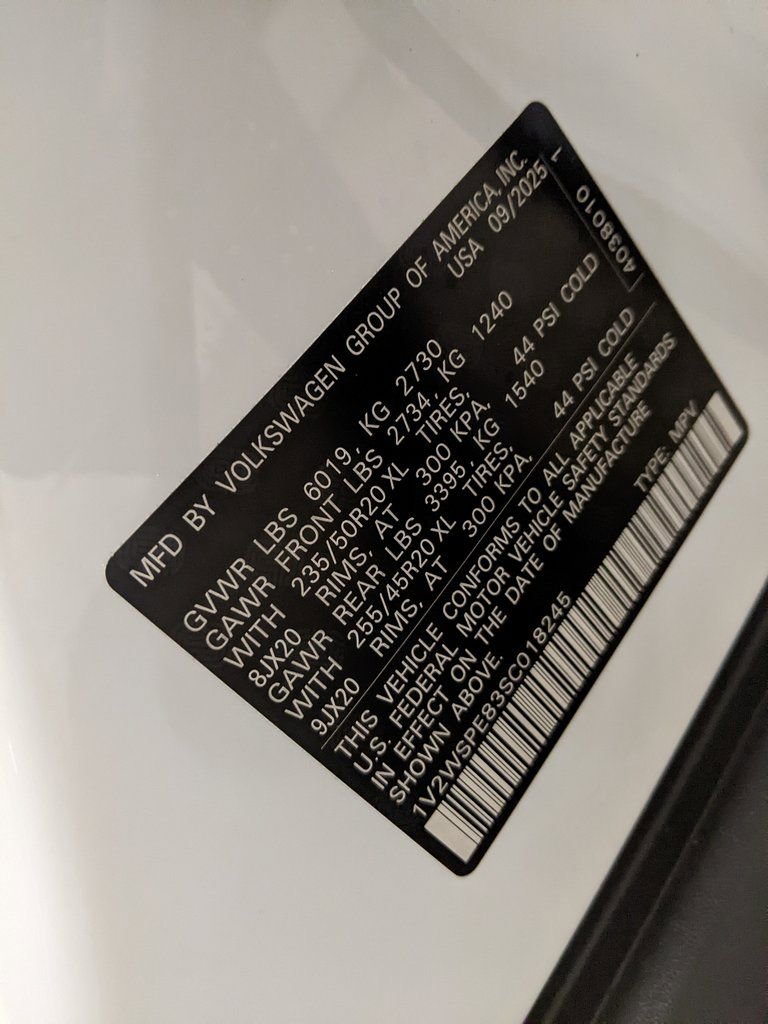 MFD BY VOLKSWAGEN GROUP OF AMERICA, INC.
USA 09/2025
GVWR LBS 6019, KG 2730
GAWR FRONT LBS 2734, KG 1240
WITH 235/50R20 XL TIRES,
8JX20 RIMS, AT 300 KPA, 44 PSI COLD
GAWR REAR LBS 3395 KG 1540
WITH 255/45R20 XL TIRES,
9JX20 RIMS, AT 300 KPA, 44 PSI COLD
4038010
THIS VEHICLE CONFORMS TO ALL APPLICABLE
U.S. FEDERAL MOTOR VEHICLE SAFETY STANDARDS
IN EFFECT ON THE DATE OF MANUFACTURE
SHOWN ABOVE.
1V2WSPE83SC018245 TYPE: MPV